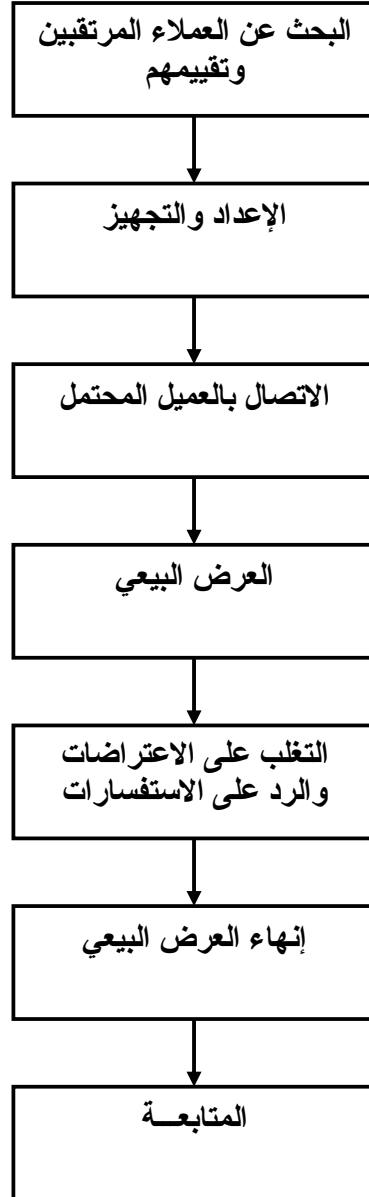 البحث عن العملاء المرتقبين
وتقييمهم
الإعداد والتجهيز
الاتصال بالعميل المحتمل
العرض البيعي
التغلب على الاعتراضات
والرد على الاستفسارات
إنهاء العرض البيعي
المتابعـــة